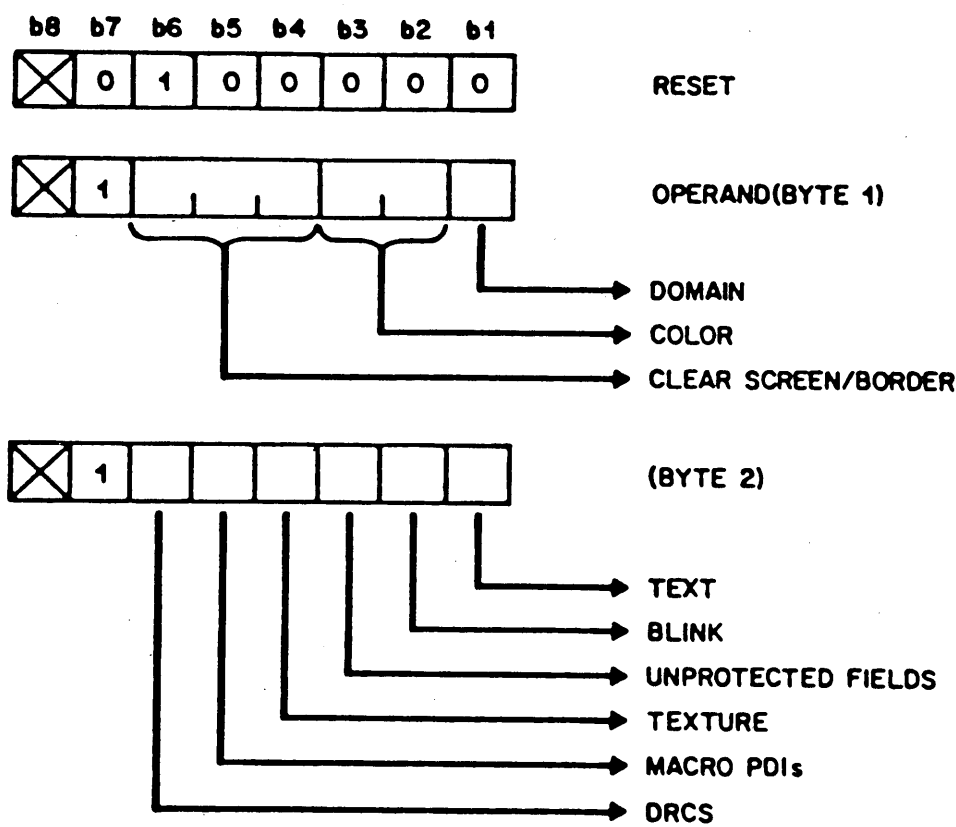 b8 b7 b6 b5 b4 b3 b2 b1
0 1 0 0 0 0 0 RESET
1 OPERAND(BYTE 1)
DOMAIN
COLOR
CLEAR SCREEN/BORDER
1 (BYTE 2)
TEXT
BLINK
UNPROTECTED FIELDS
TEXTURE
MACRO PDIs
DRCS